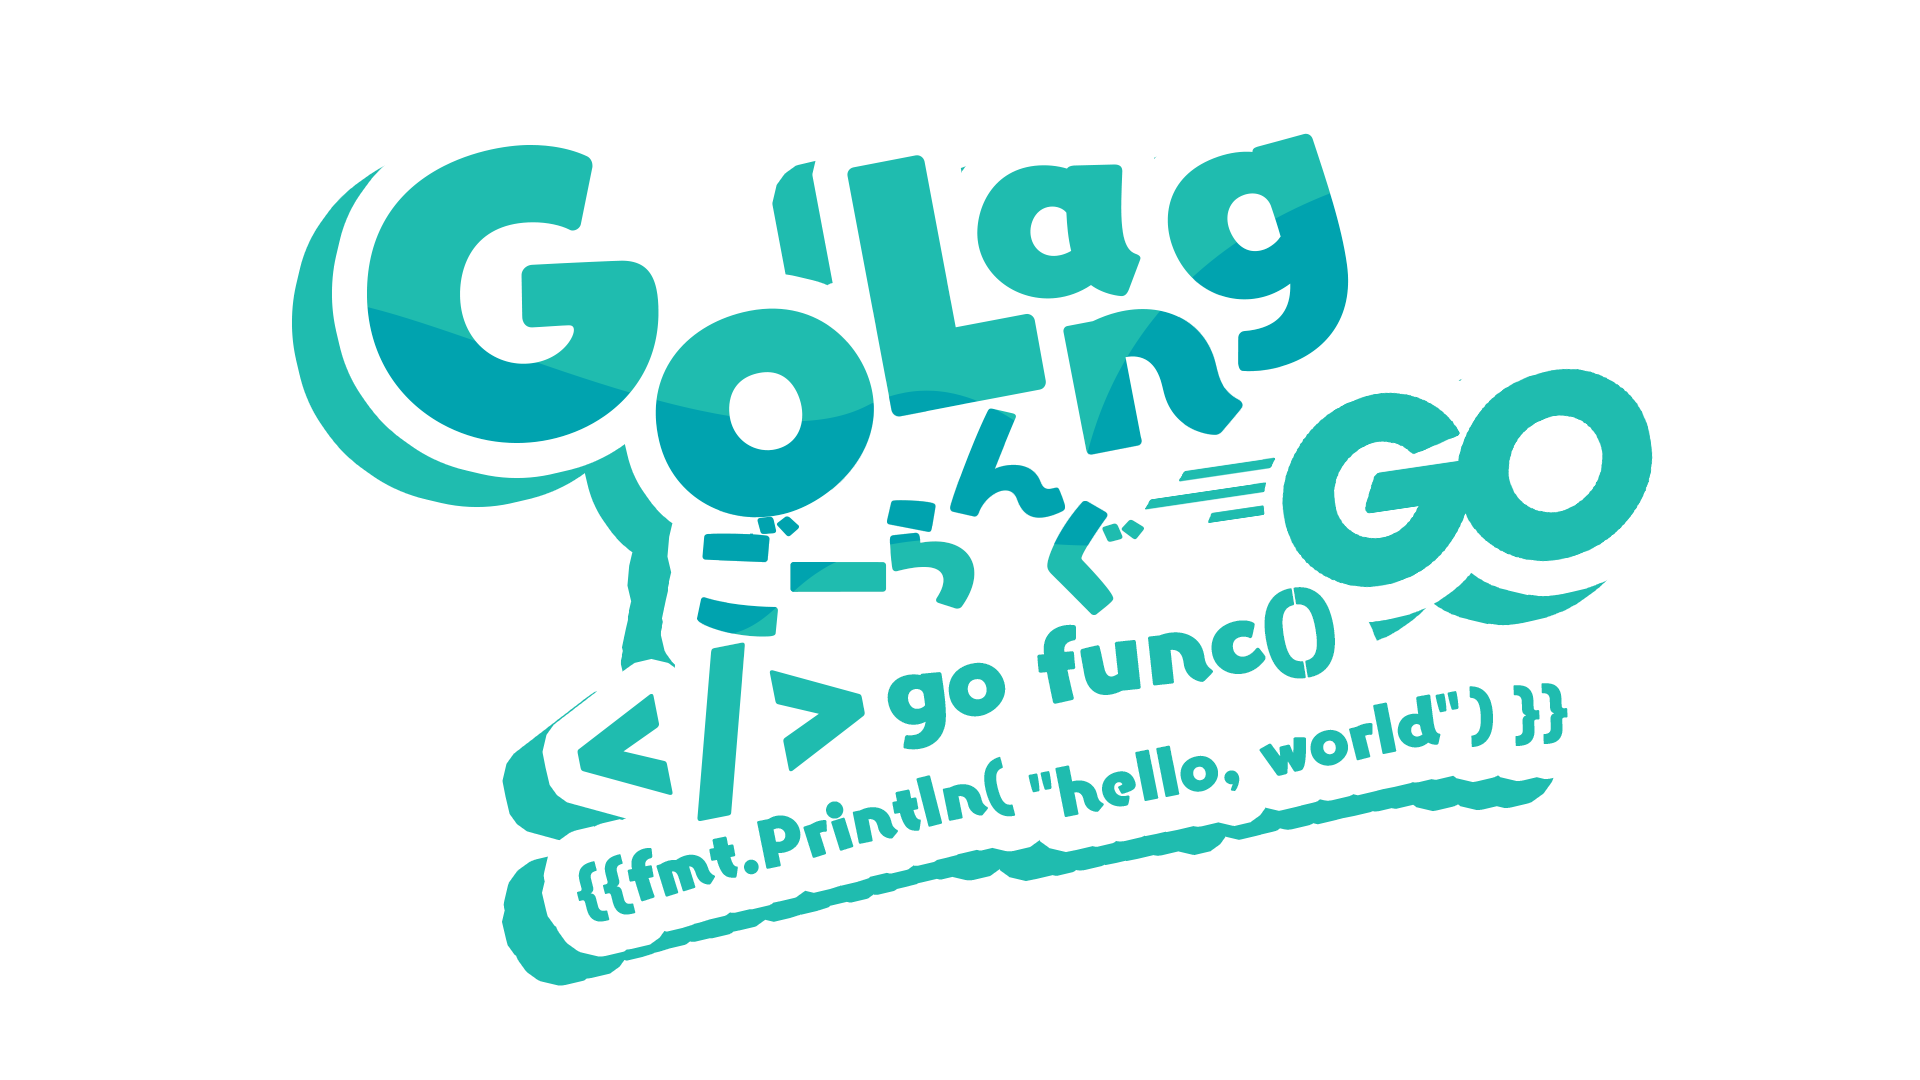 GoLang
ごーらんぐ
GO
</> go func()
{{fmt.Println( "hello, world") }}